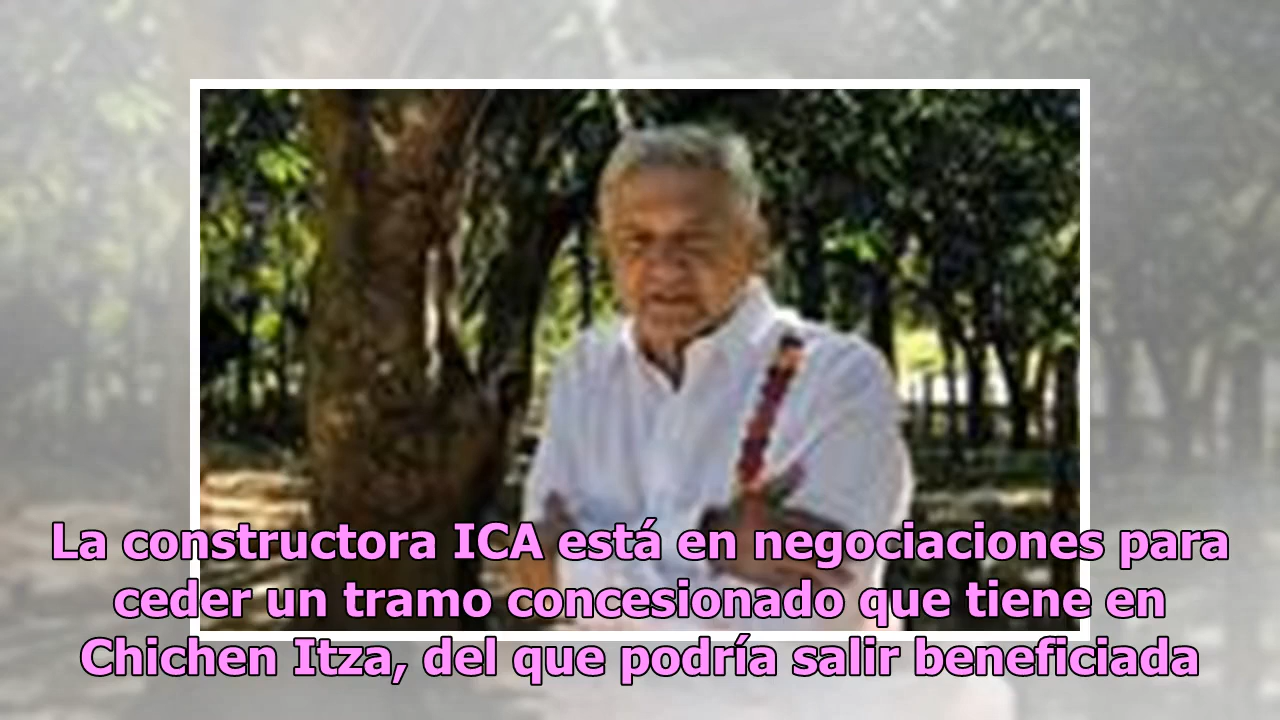 La constructora ICA está en negociaciones para
ceder un tramo concesionado que tiene en
Chichen Itza, del que podría salir beneficiada